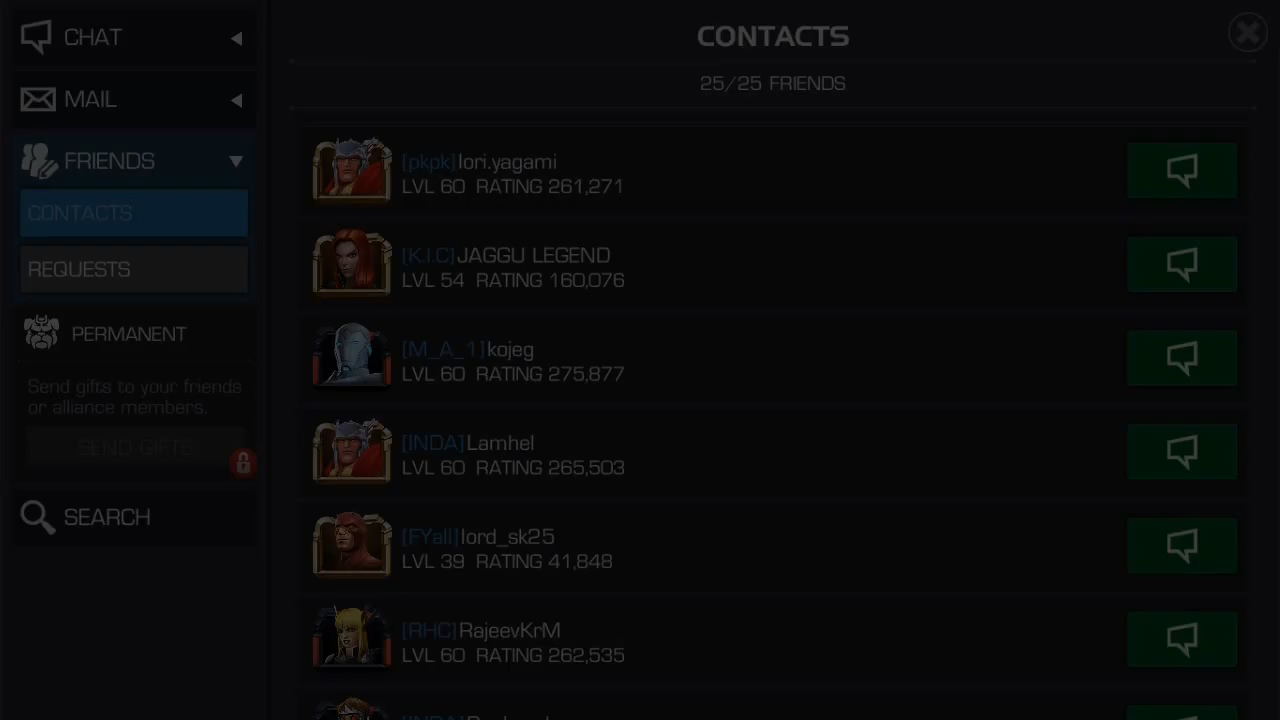 CHAT
MAIL
FRIENDS
CONTACTS
REQUESTS
PERMANENT
Send gifts to your friends
or alliance members.
SEND GIFTS
SEARCH
CONTACTS
25/25 FRIENDS
[pkpk]lori.yagami
LVL 60 RATING 261,271
[K.I.C]JAGGU LEGEND
LVL 54 RATING 160,076
[M_A_1]kojeg
LVL 60 RATING 275,877
[INDA]Lamhel
LVL 60 RATING 265,503
[FYall]lord_sk25
LVL 39 RATING 41,848
[RHC]RajeevKrM
LVL 60 RATING 262,535